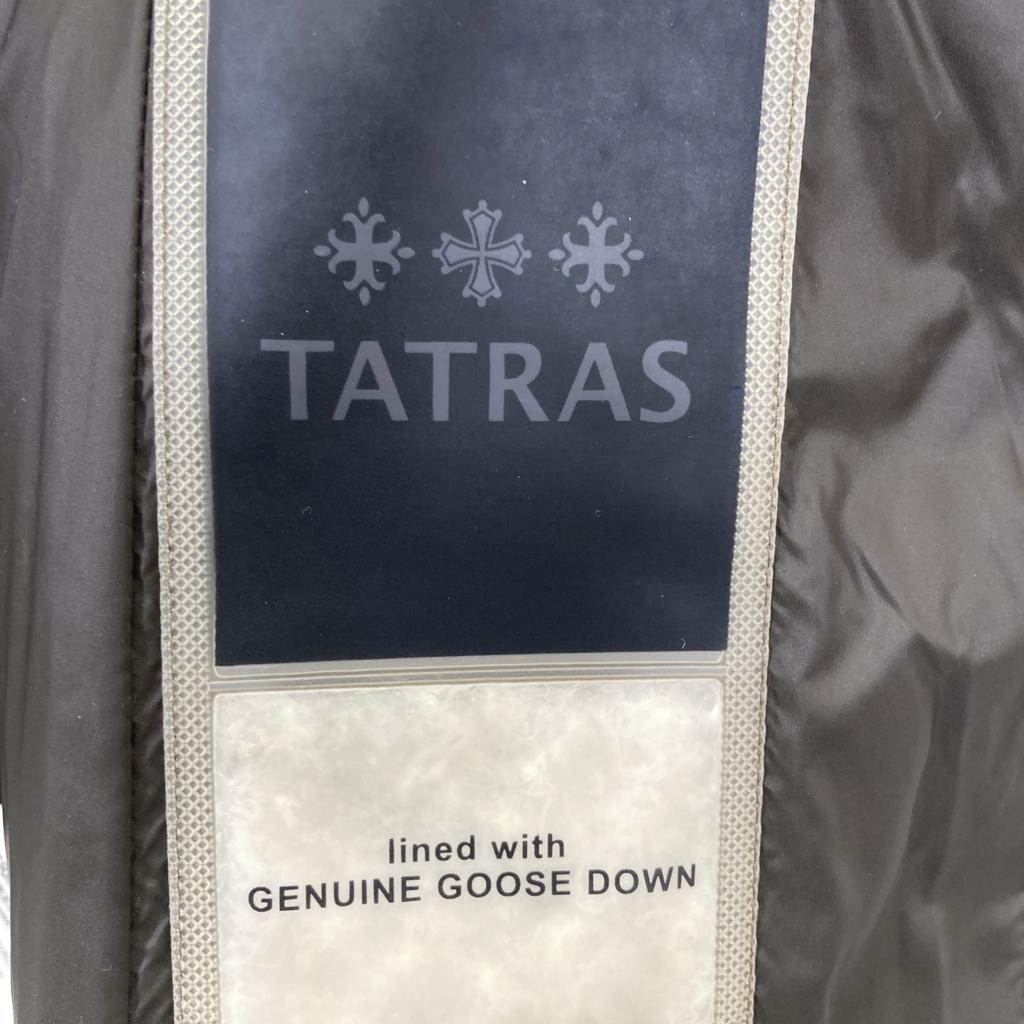 TATRAS
lined with
GENUINE GOOSE DOWN